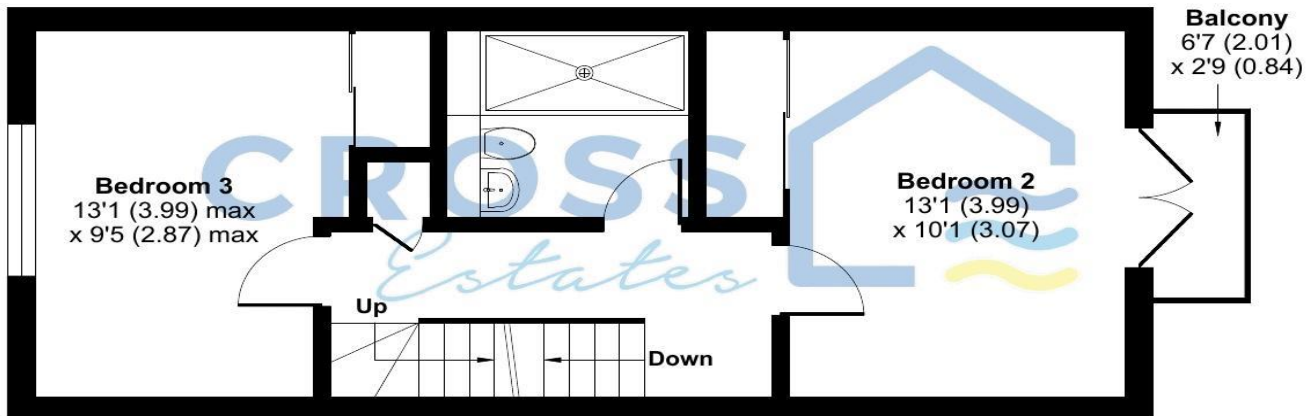 Balcony
6'7 (2.01)
x 2'9 (0.84)
Bedroom 3
13'1 (3.99) max
x 9'5 (2.87) max
CROSS
Estates
Bedroom 2
13'1 (3.99)
x 10'1 (3.07)
Up
Down